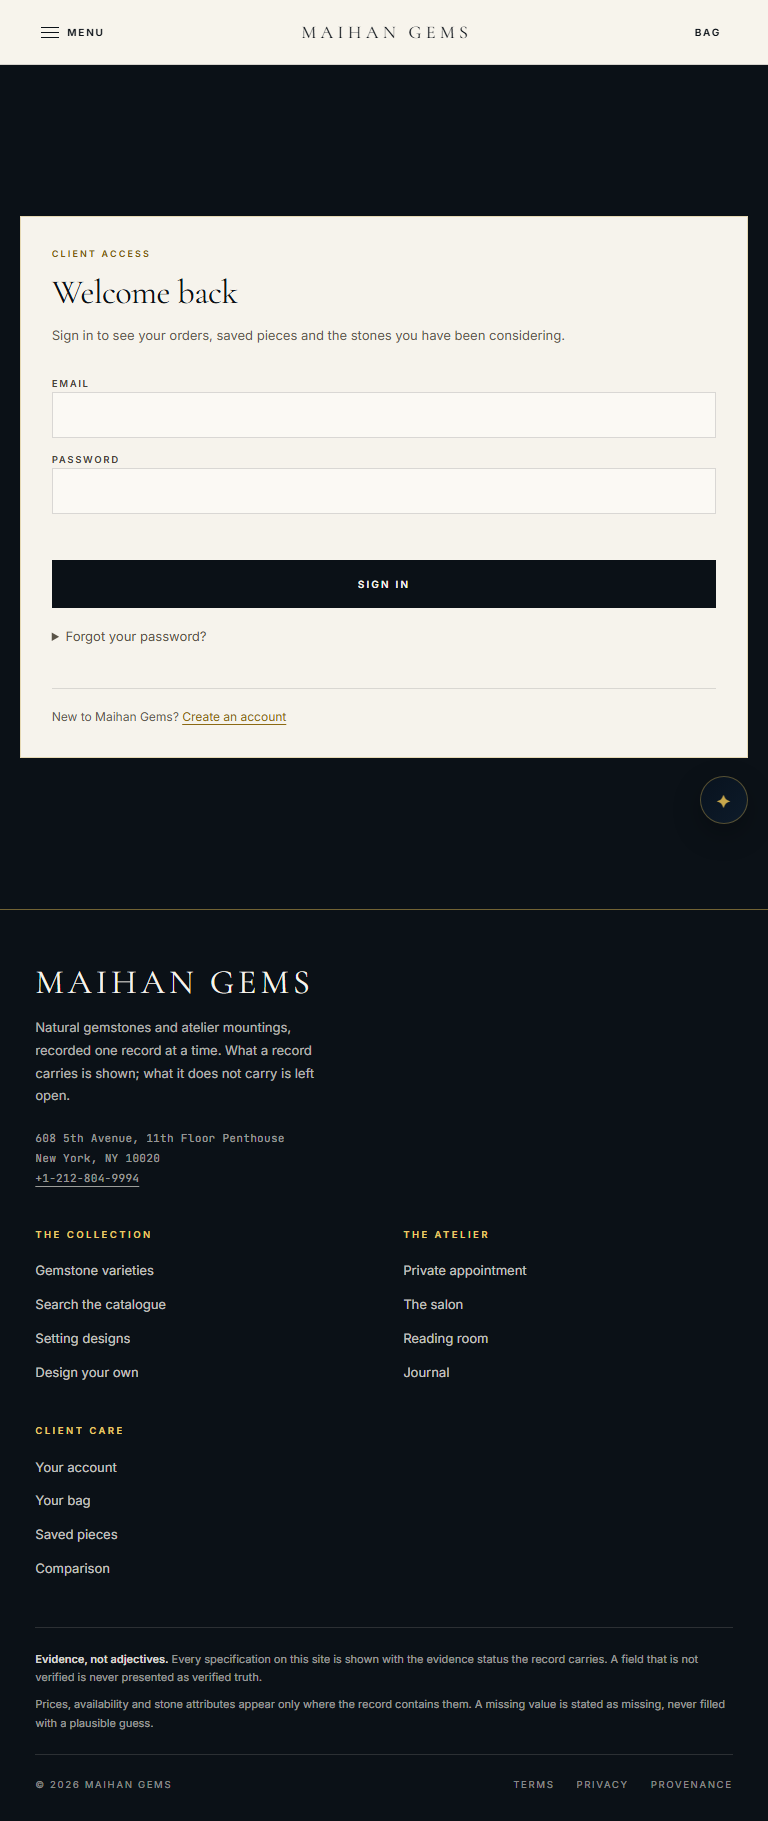 MENU
MAIHAN GEMS
BAG
CLIENT ACCESS
Welcome back
Sign in to see your orders, saved pieces and the stones you have been considering.
EMAIL
PASSWORD
SIGN IN
Forgot your password?
New to Maihan Gems? Create an account
MAIHAN GEMS
Natural gemstones and atelier mountings,
recorded one record at a time. What a record
carries is shown; what it does not carry is left
open.
608 5th Avenue, 11th Floor Penthouse
New York, NY 10020
+1-212-804-9994
THE COLLECTION
Gemstone varieties
Search the catalogue
Setting designs
Design your own
THE ATELIER
Private appointment
The salon
Reading room
Journal
CLIENT CARE
Your account
Your bag
Saved pieces
Comparison
Evidence, not adjectives. Every specification on this site is shown with the evidence status the record carries. A field that is not
verified is never presented as verified truth.
Prices, availability and stone attributes appear only where the record contains them. A missing value is stated as missing, never filled
with a plausible guess.
© 2026 MAIHAN GEMS
TERMS PRIVACY PROVENANCE